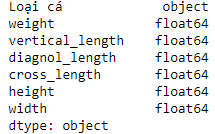 Loại cá object
weight float64
vertical_length float64
diagnol_length float64
cross_length float64
height float64
width float64
dtype: object